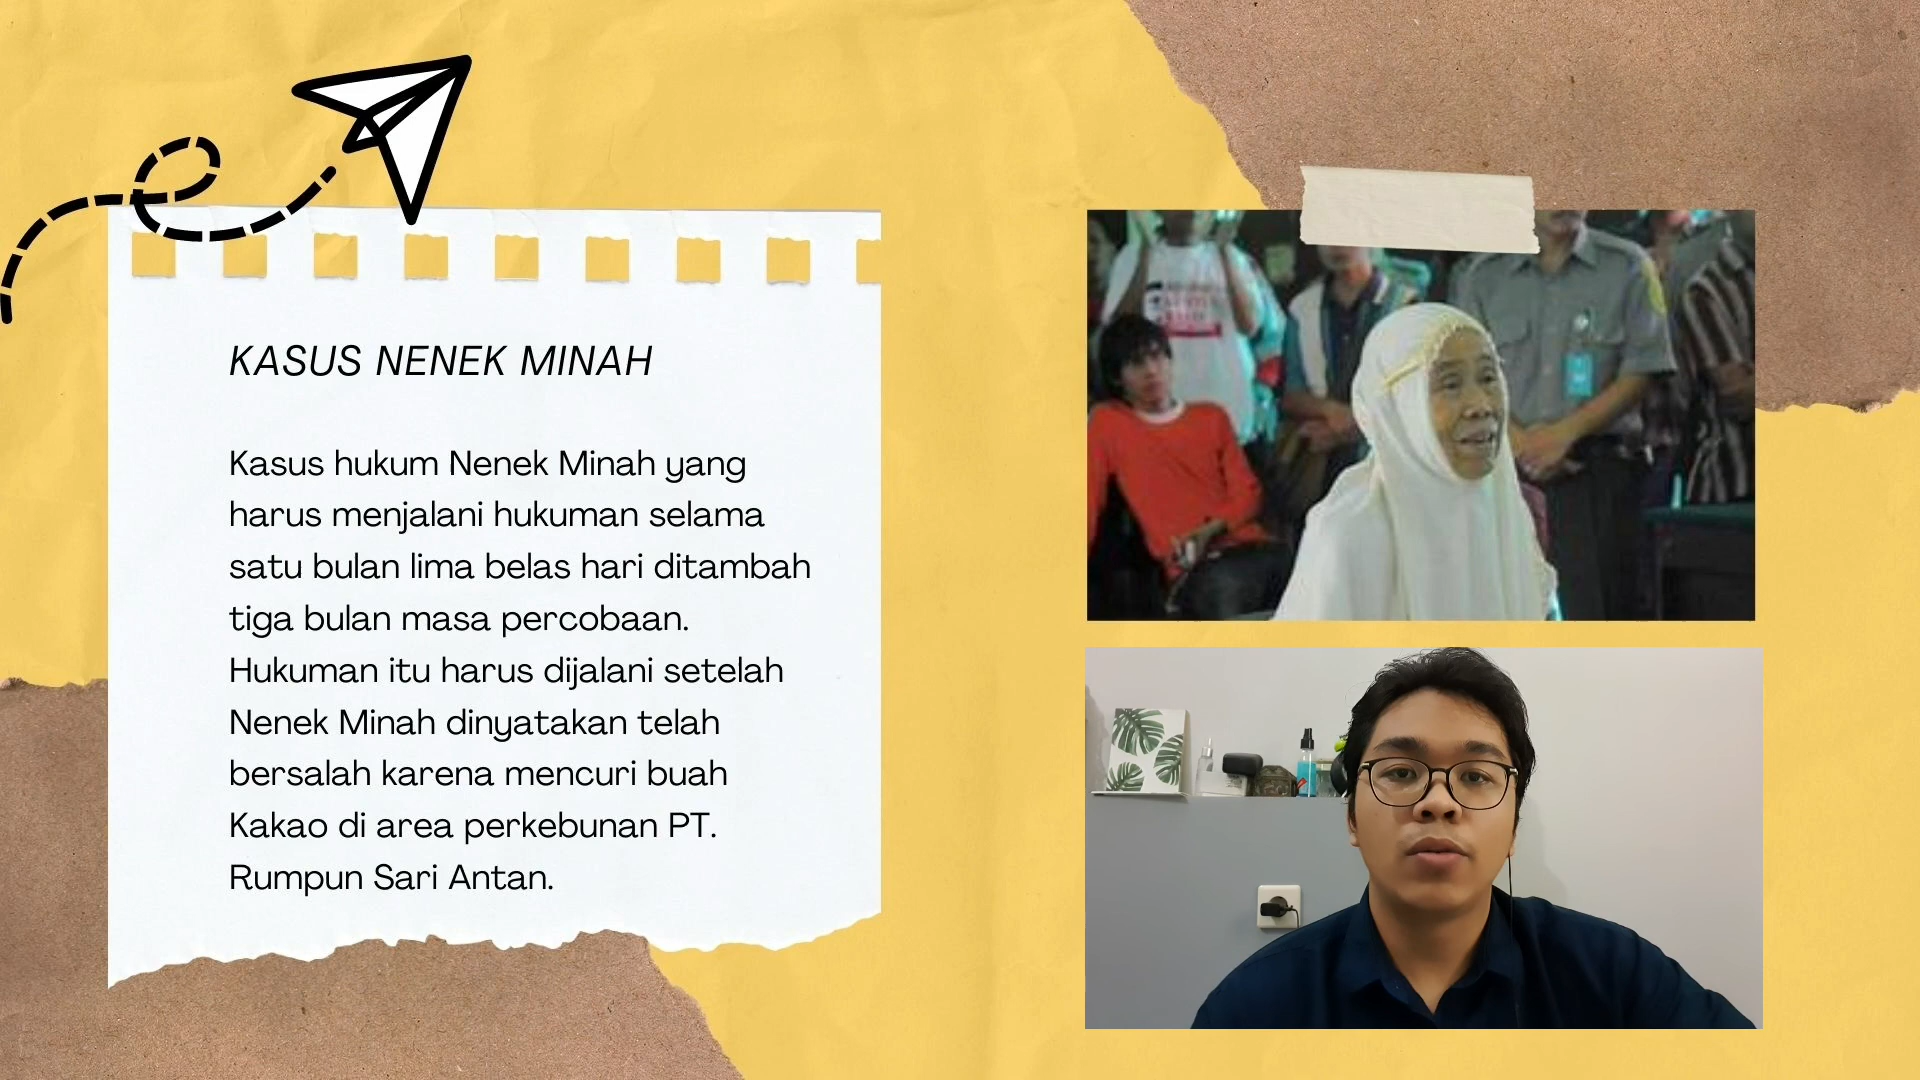 KASUS NENEK MINAH
Kasus hukum Nenek Minah yang
harus menjalani hukuman selama
satu bulan lima belas hari ditambah
tiga bulan masa percobaan.
Hukuman itu harus dijalani setelah
Nenek Minah dinyatakan telah
bersalah karena mencuri buah
Kakao di area perkebunan PT.
Rumpun Sari Antan.